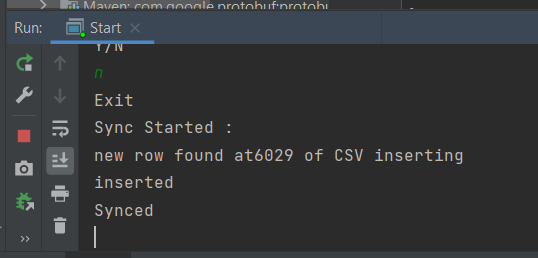 Maven: com.google.protobuf:protobu
Run:
Start
Y/N
n
Exit
Sync Started :
new row found at6029 of CSV inserting
inserted
Synced